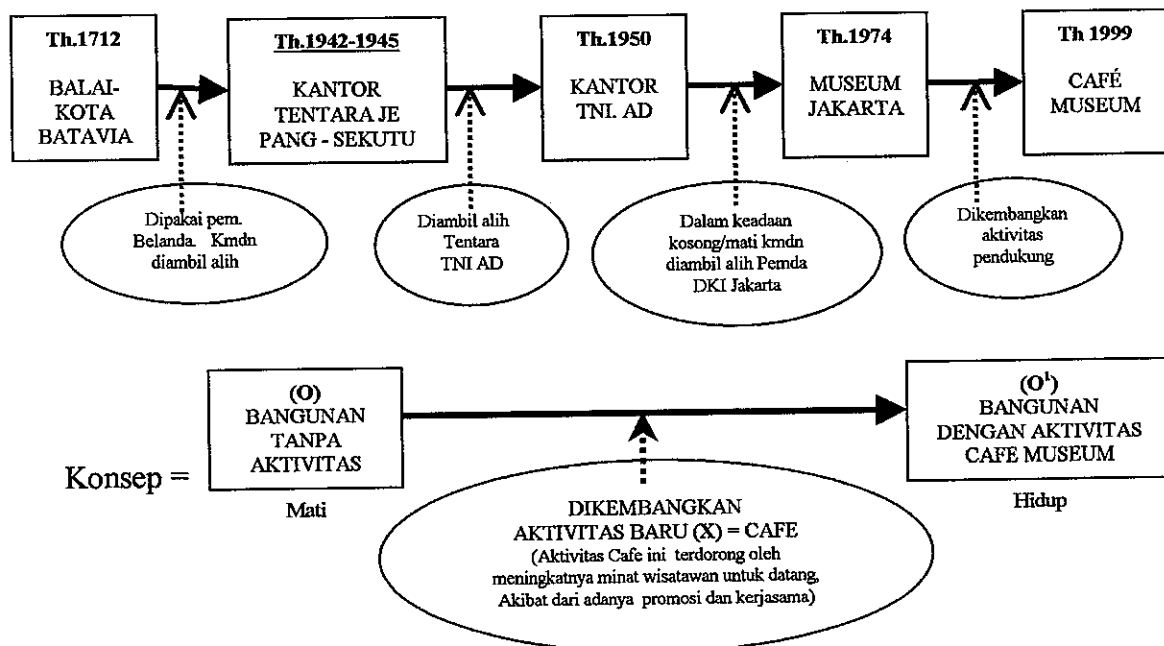 Th.1712
BALAI-
KOTA
BATAVIA
Th.1942-1945
KANTOR
TENTARA JE
PANG - SEKUTU
Th.1950
KANTOR
TNI. AD
Th.1974
MUSEUM
JAKARTA
Th 1999
CAFÉ
MUSEUM
Dipakai pem.
Belanda. Kmdn
diambil alih
Diambil alih
Tentara
TNI AD
Dalam keadaan
kosong/mati kmdn
diambil alih Pemda
DKI Jakarta
Dikembangkan
aktivitas
pendukung
Konsep =
(O)
BANGUNAN
TANPA
AKTIVITAS
Mati
DIKEMBANGKAN
AKTIVITAS BARU (X) = CAFE
(Aktivitas Cafe ini terdorong oleh
meningkatnya minat wisatawan untuk datang,
Akibat dari adanya promosi dan kerjasama)
(O¹)
BANGUNAN
DENGAN AKTIVITAS
CAFE MUSEUM
Hidup